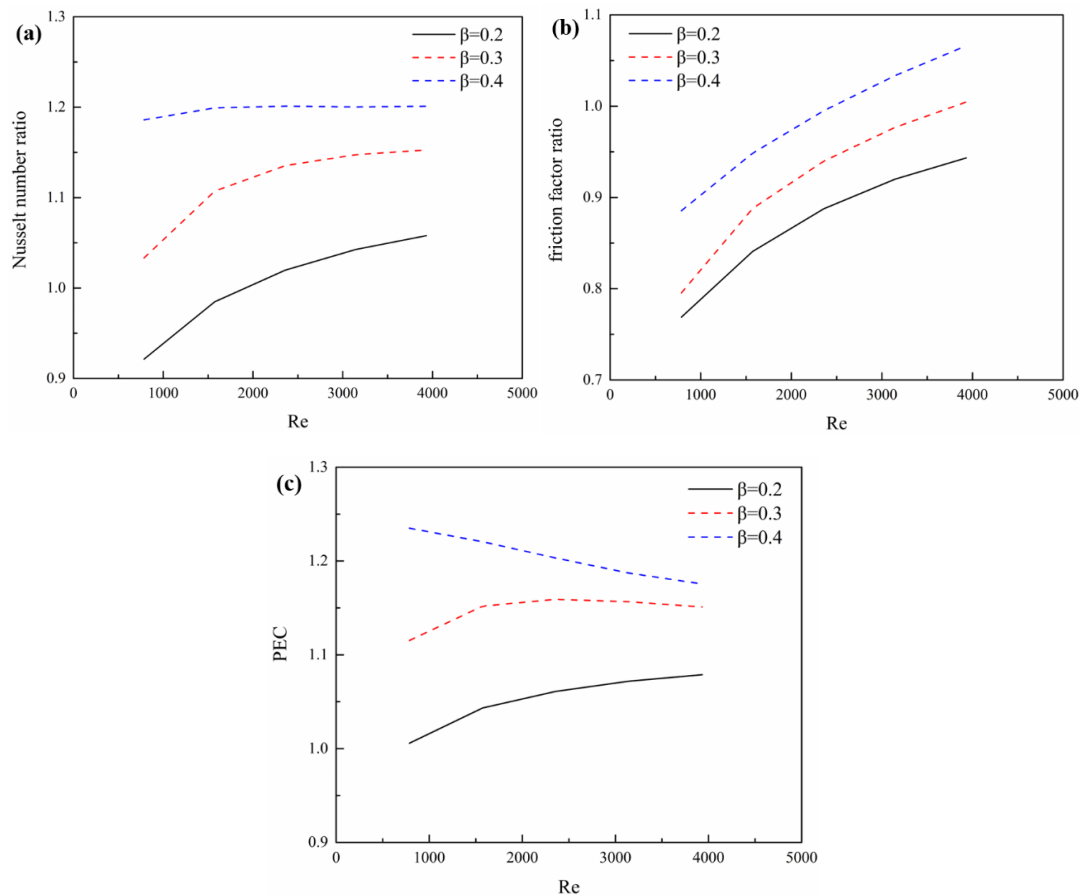 (a)
1.3
1.2
1.1
1.0
0.9
Nusselt number ratio
β=0.2
β=0.3
β=0.4
0
1000
2000
3000
4000
5000
Re
(b)
1.1
1.0
0.9
0.8
0.7
friction factor ratio
β=0.2
β=0.3
β=0.4
0
1000
2000
3000
4000
5000
Re
(c)
1.3
1.2
1.1
1.0
0.9
PEC
β=0.2
β=0.3
β=0.4
0
1000
2000
3000
4000
5000
Re